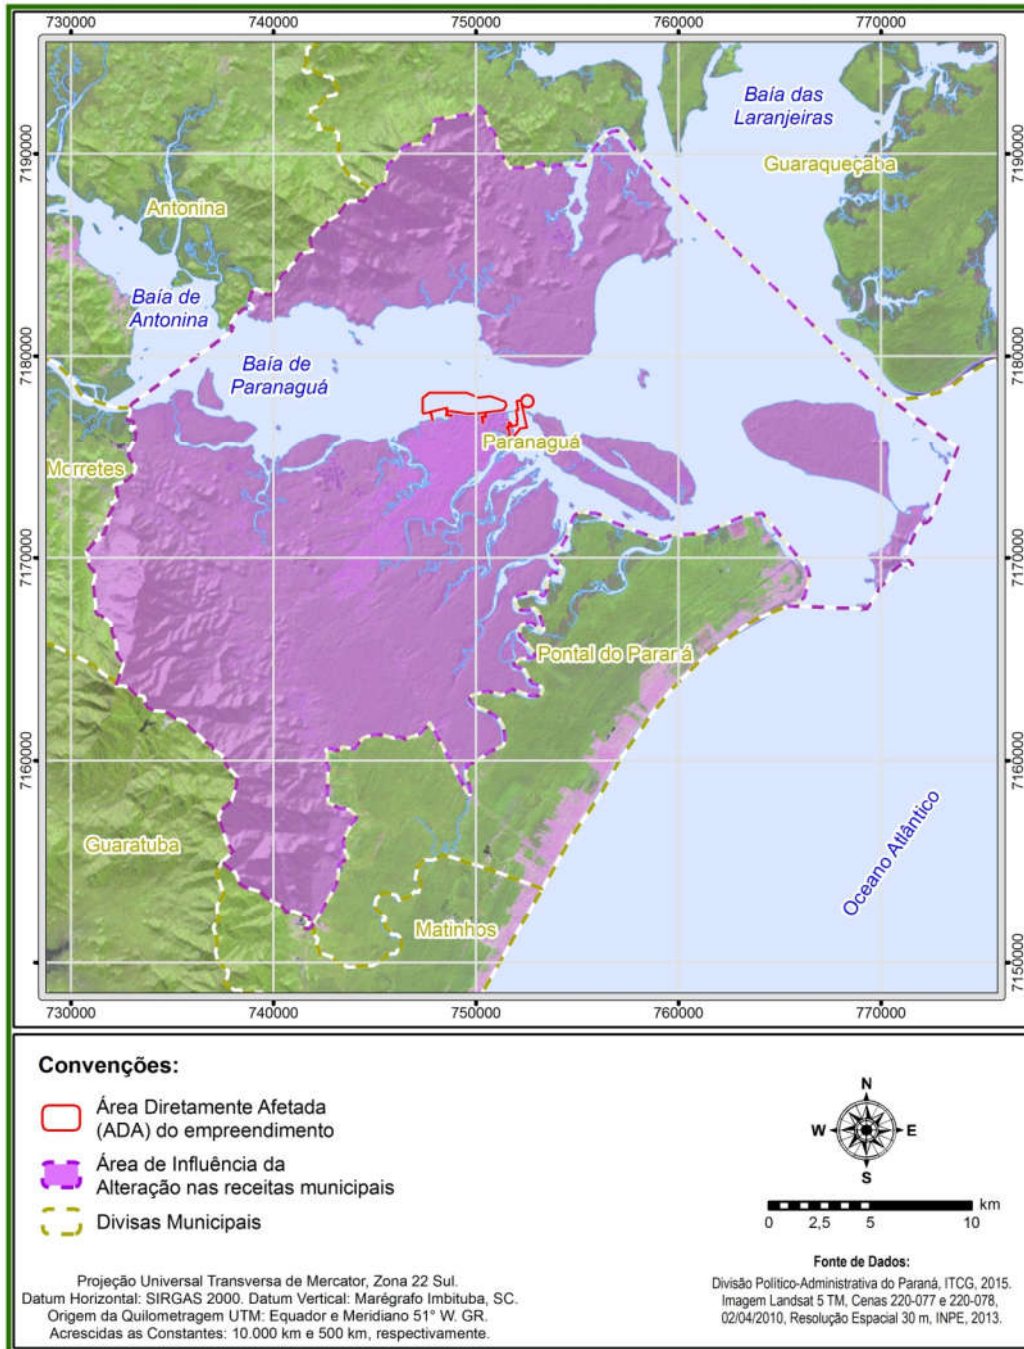 730000 740000 750000 760000 770000
7190000 7190000
7180000 7180000
7170000 7170000
7160000 7160000
7150000 7150000
Baía das
Laranjeiras
Guaraqueçaba
Antonina
Baía de
Antonina
Baía de
Paranaguá
Paranaguá
Morretes
Pontal do Paraná
Guaratuba
Oceano Atlântico
Matinhos
730000 740000 750000 760000 770000
Convenções:
Área Diretamente Afetada
(ADA) do empreendimento
Área de Influência da
Alteração nas receitas municipais
Divisas Municipais
N
W E
S
km
0 2,5 5 10
Projeção Universal Transversa de Mercator, Zona 22 Sul.
Datum Horizontal: SIRGAS 2000. Datum Vertical: Marégrafo Imbituba, SC.
Origem da Quilometragem UTM: Equador e Meridiano 51° W. GR.
Acrescidas as Constantes: 10.000 km e 500 km, respectivamente.
Fonte de Dados:
Divisão Político-Administrativa do Paraná, ITCG, 2015.
Imagem Landsat 5 TM, Cenas 220-077 e 220-078,
02/04/2010, Resolução Espacial 30 m, INPE, 2013.